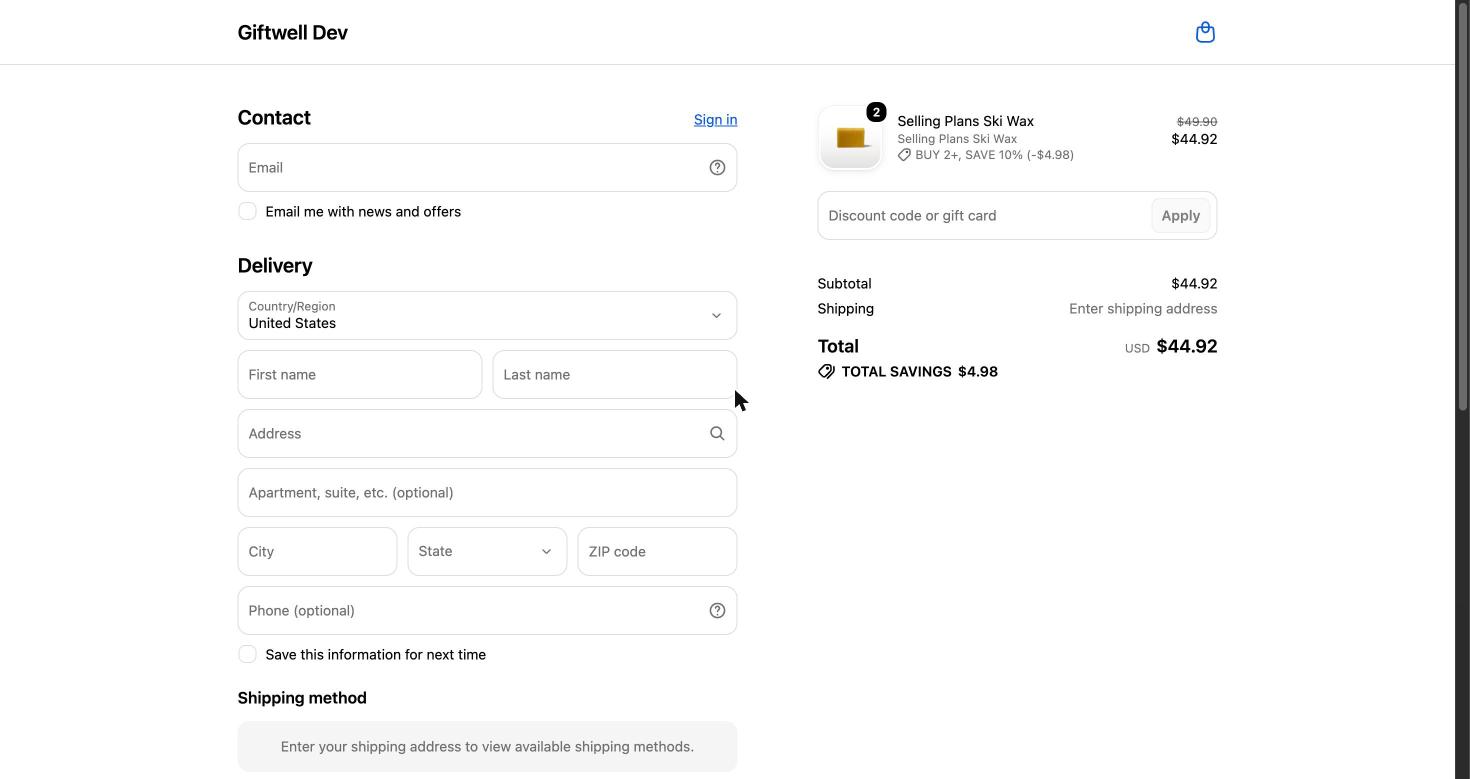 Giftwell Dev
Contact
Sign in
Email
Email me with news and offers
Delivery
Country/Region
United States
First name
Last name
Address
Apartment, suite, etc. (optional)
City
State
ZIP code
Phone (optional)
Save this information for next time
Shipping method
Enter your shipping address to view available shipping methods.
2
Selling Plans Ski Wax
$49.90
Selling Plans Ski Wax
$44.92
BUY 2+, SAVE 10% (-$4.98)
Discount code or gift card
Apply
Subtotal
$44.92
Shipping
Enter shipping address
Total
USD $44.92
TOTAL SAVINGS $4.98